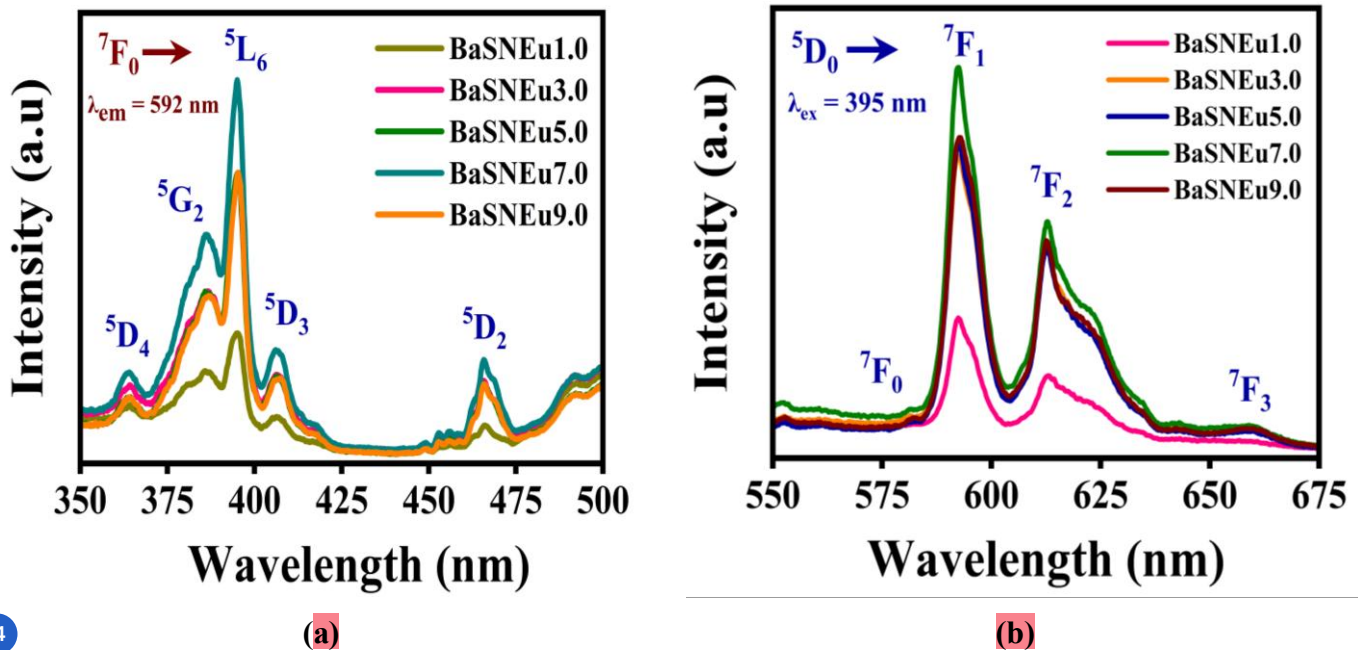 ⁷F₀ → ⁵L₆
λem = 592 nm
⁵G₂
⁵D₄
⁵D₃
⁵D₂
BaSNEu1.0
BaSNEu3.0
BaSNEu5.0
BaSNEu7.0
BaSNEu9.0
Intensity (a.u)
350 375 400 425 450 475 500
Wavelength (nm)
(a)
⁵D₀ → ⁷F₁
λex = 395 nm
⁷F₂
⁷F₀
⁷F₃
BaSNEu1.0
BaSNEu3.0
BaSNEu5.0
BaSNEu7.0
BaSNEu9.0
Intensity (a.u)
550 575 600 625 650 675
Wavelength (nm)
(b)
4